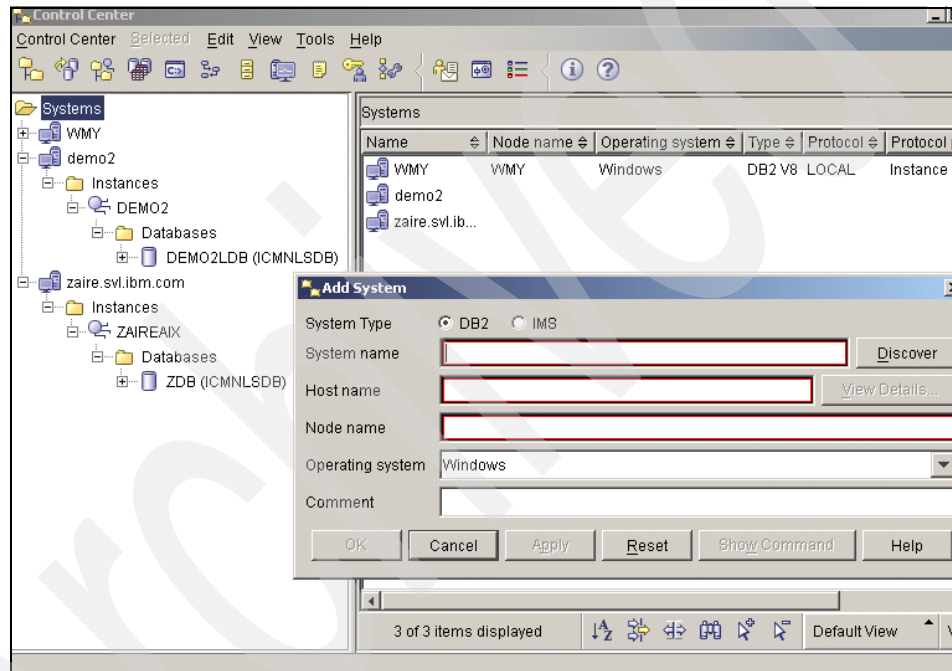 Control Center
Control Center Selected Edit View Tools Help
Systems
WMY
demo2
Instances
DEMO2
Databases
DEMO2LDB (ICMNLSDB)
zaire.svl.ibm.com
Instances
ZAIREAIX
Databases
ZDB (ICMNLSDB)
Systems
Name Node name Operating system Type Protocol Protocol
WMY WMY Windows DB2 V8 LOCAL Instance
demo2
zaire.svl.ib...
Add System
System Type DB2 IMS
System name Discover
Host name View Details...
Node name
Operating system Windows
Comment
OK Cancel Apply Reset Show Command Help
3 of 3 items displayed Default View